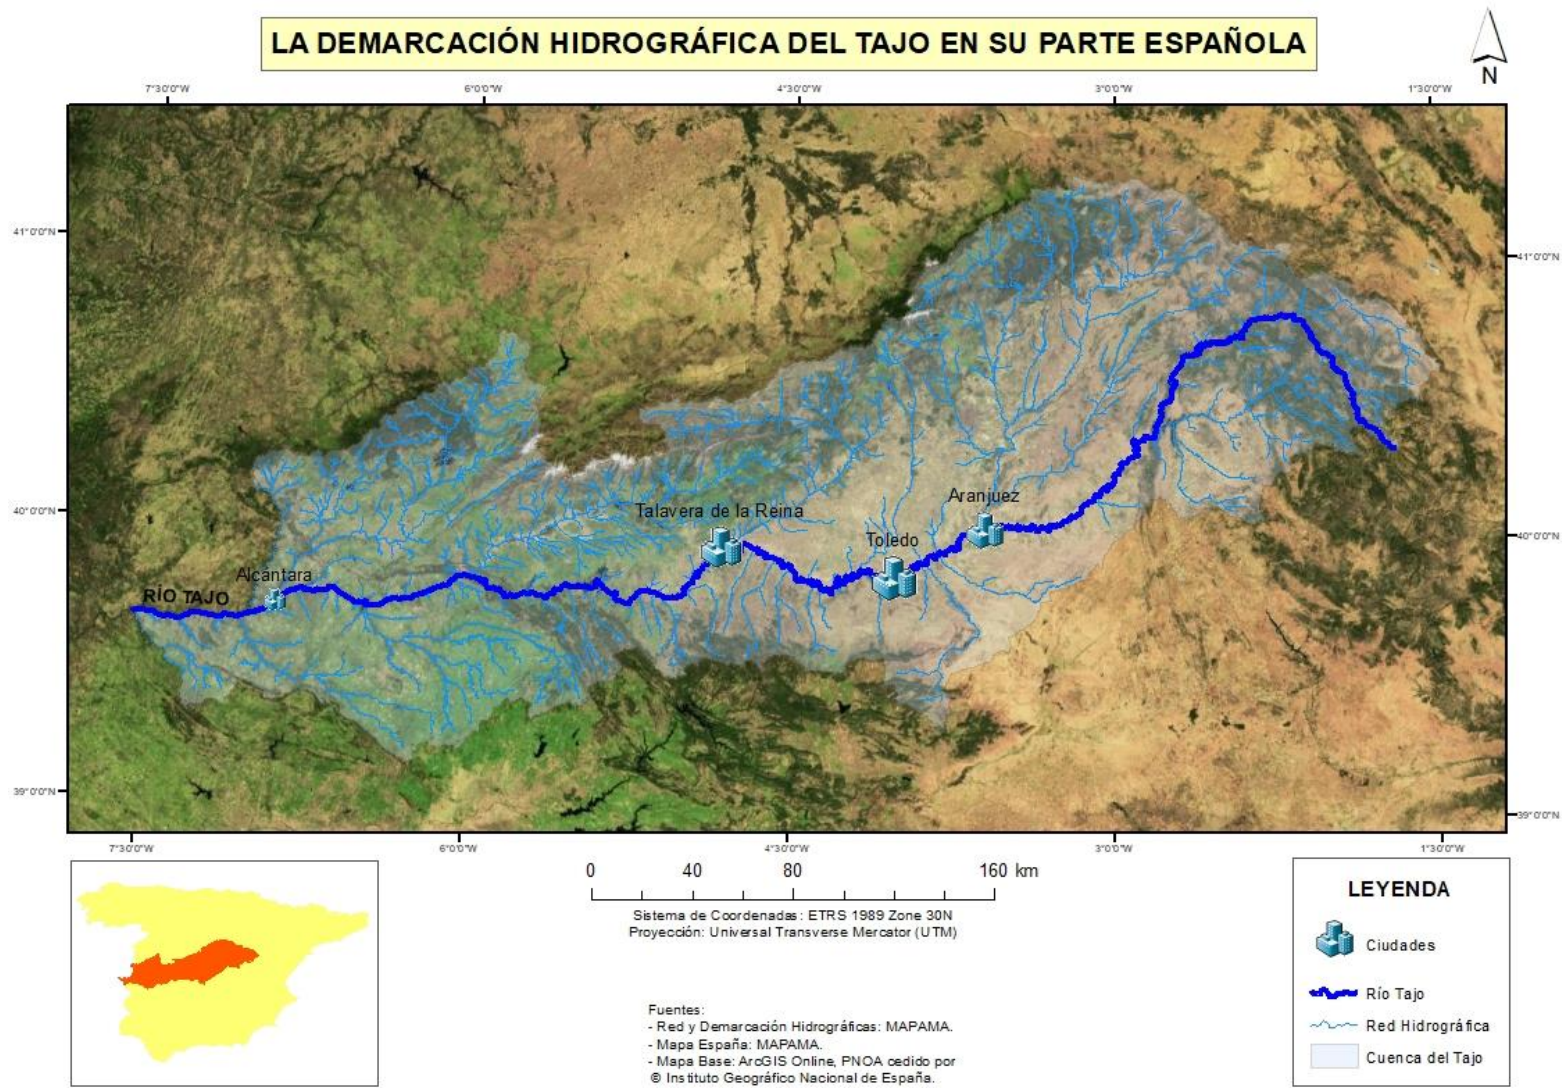 LA DEMARCACIÓN HIDROGRÁFICA DEL TAJO EN SU PARTE ESPAÑOLA
N
7°30'0"W 6°0'0"W 4°30'0"W 3°0'0"W 1°30'0"W
41°0'0"N
41°0'0"N
Aranjuez
Talavera de la Reina
40°0'0"N
Toledo
40°0'0"N
Alcántara
RÍO TAJO
39°0'0"N
39°0'0"N
7°30'0"W 6°0'0"W 4°30'0"W 3°0'0"W 1°30'0"W
0 40 80 160 km
Sistema de Coordenadas: ETRS 1989 Zone 30N
Proyección: Universal Transverse Mercator (UTM)
Fuentes:
- Red y Demarcación Hidrográficas: MAPAMA.
- Mapa España: MAPAMA.
- Mapa Base: ArcGIS Online, PNOA cedido por
© Instituto Geográfico Nacional de España.
LEYENDA
Ciudades
Río Tajo
Red Hidrográfica
Cuenca del Tajo